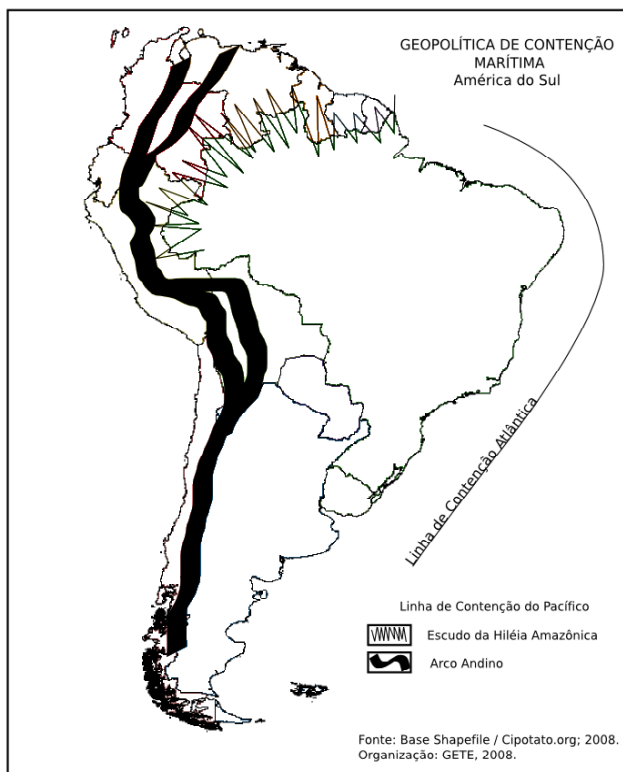 GEOPOLÍTICA DE CONTENÇÃO
MARÍTIMA
América do Sul
Linha de Contenção Atlântica
Linha de Contenção do Pacífico
Escudo da Hiléia Amazônica
Arco Andino
Fonte: Base Shapefile / Cipotato.org; 2008.
Organização: GETE, 2008.